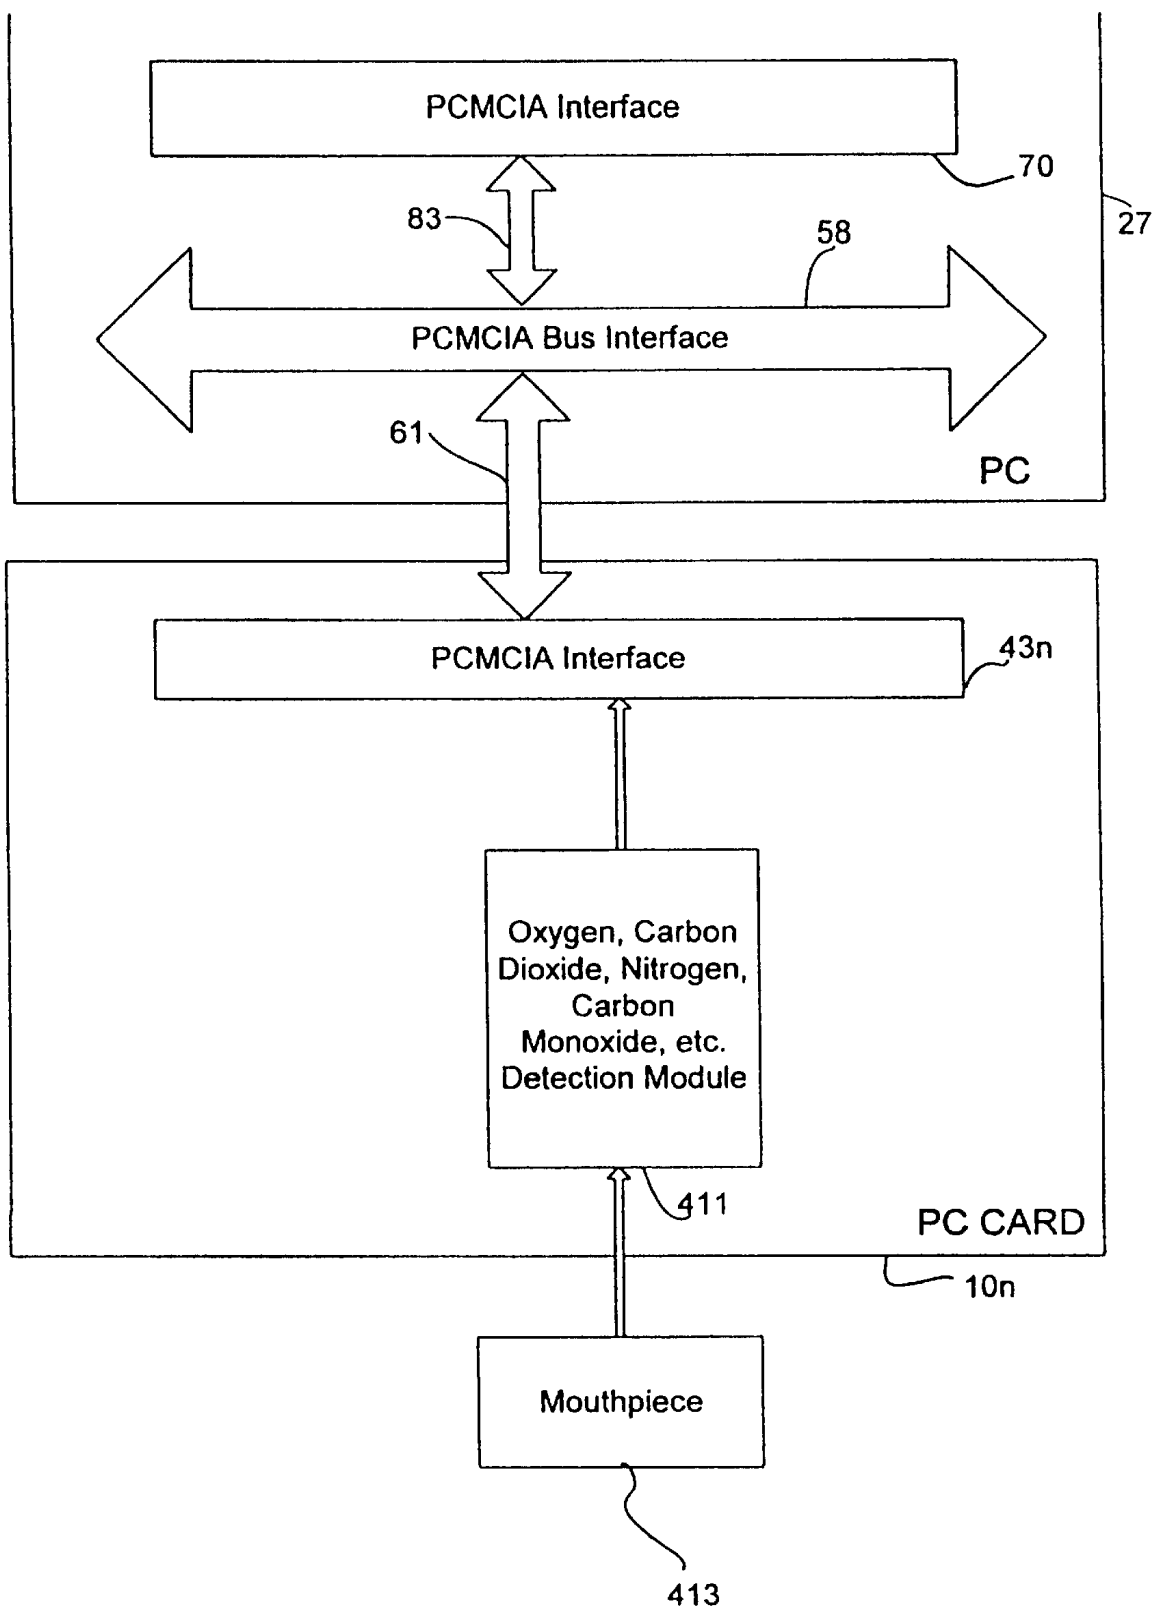 PCMCIA Interface
70
27
83
58
PCMCIA Bus Interface
61
PC
PCMCIA Interface
43n
Oxygen, Carbon
Dioxide, Nitrogen,
Carbon
Monoxide, etc.
Detection Module
411
PC CARD
10n
Mouthpiece
413